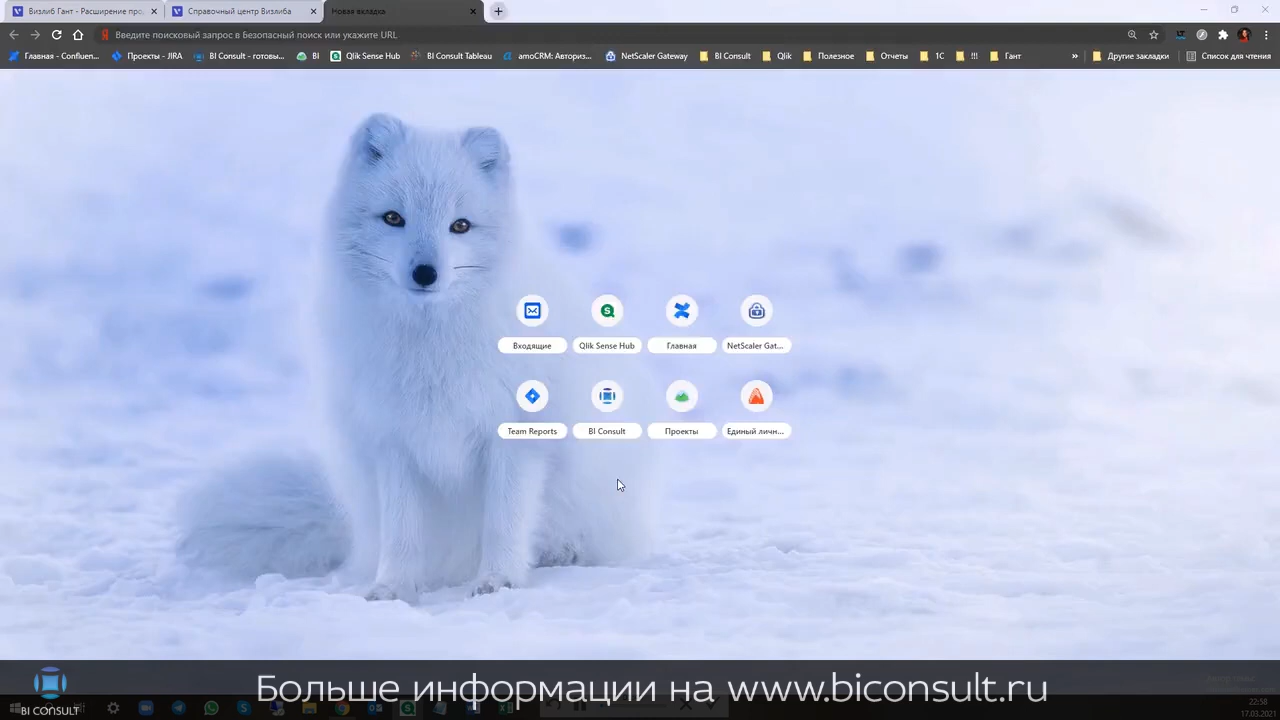 Визлиб Гант - Расширение про
Справочный центр Визлиба
Новая вкладка
Введите поисковый запрос в Безопасный поиск или укажите URL
Главная - Confluen...
Проекты - JIRA
BI Consult - готовы...
BI
Qlik Sense Hub
BI Consult Tableau
amoCRM: Авториз...
NetScaler Gateway
BI Consult
Qlik
Полезное
Отчеты
1С
!!!
Гант
»
Другие закладки
Список для чтения
Входящие
Qlik Sense Hub
Главная
NetScaler Gat...
Team Reports
BI Consult
Проекты
Единый личн...
Больше информации на www.biconsult.ru
BI CONSULT
22:58
17.03.2021